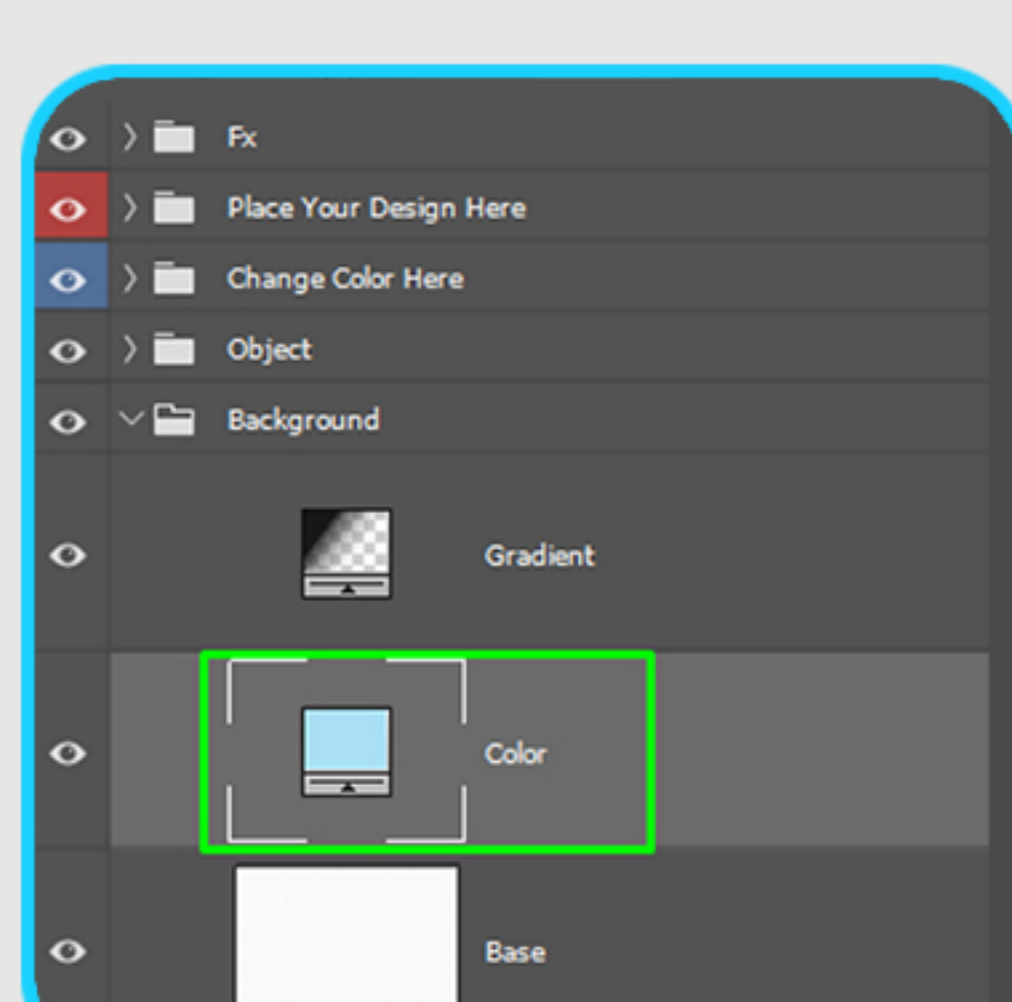 Fx
Place Your Design Here
Change Color Here
Object
Background
Gradient
Color
Base